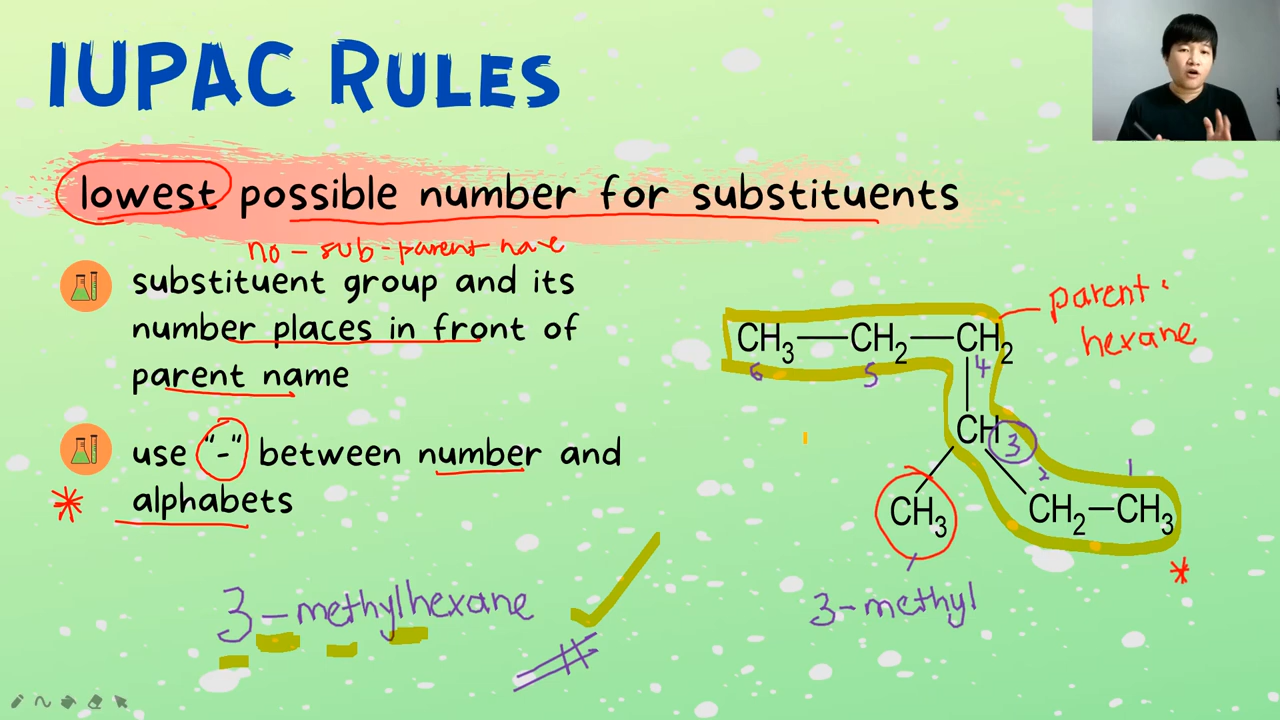 IUPAC RULES
lowest possible number for substituents
no - sub - parent name
substituent group and its
number places in front of
parent name
use "-" between number and
alphabets
3-methylhexane
parent.
hexane
CH3—CH2—CH2
6 5 4
CH 3
2 1
CH3 CH2—CH3
3-methyl